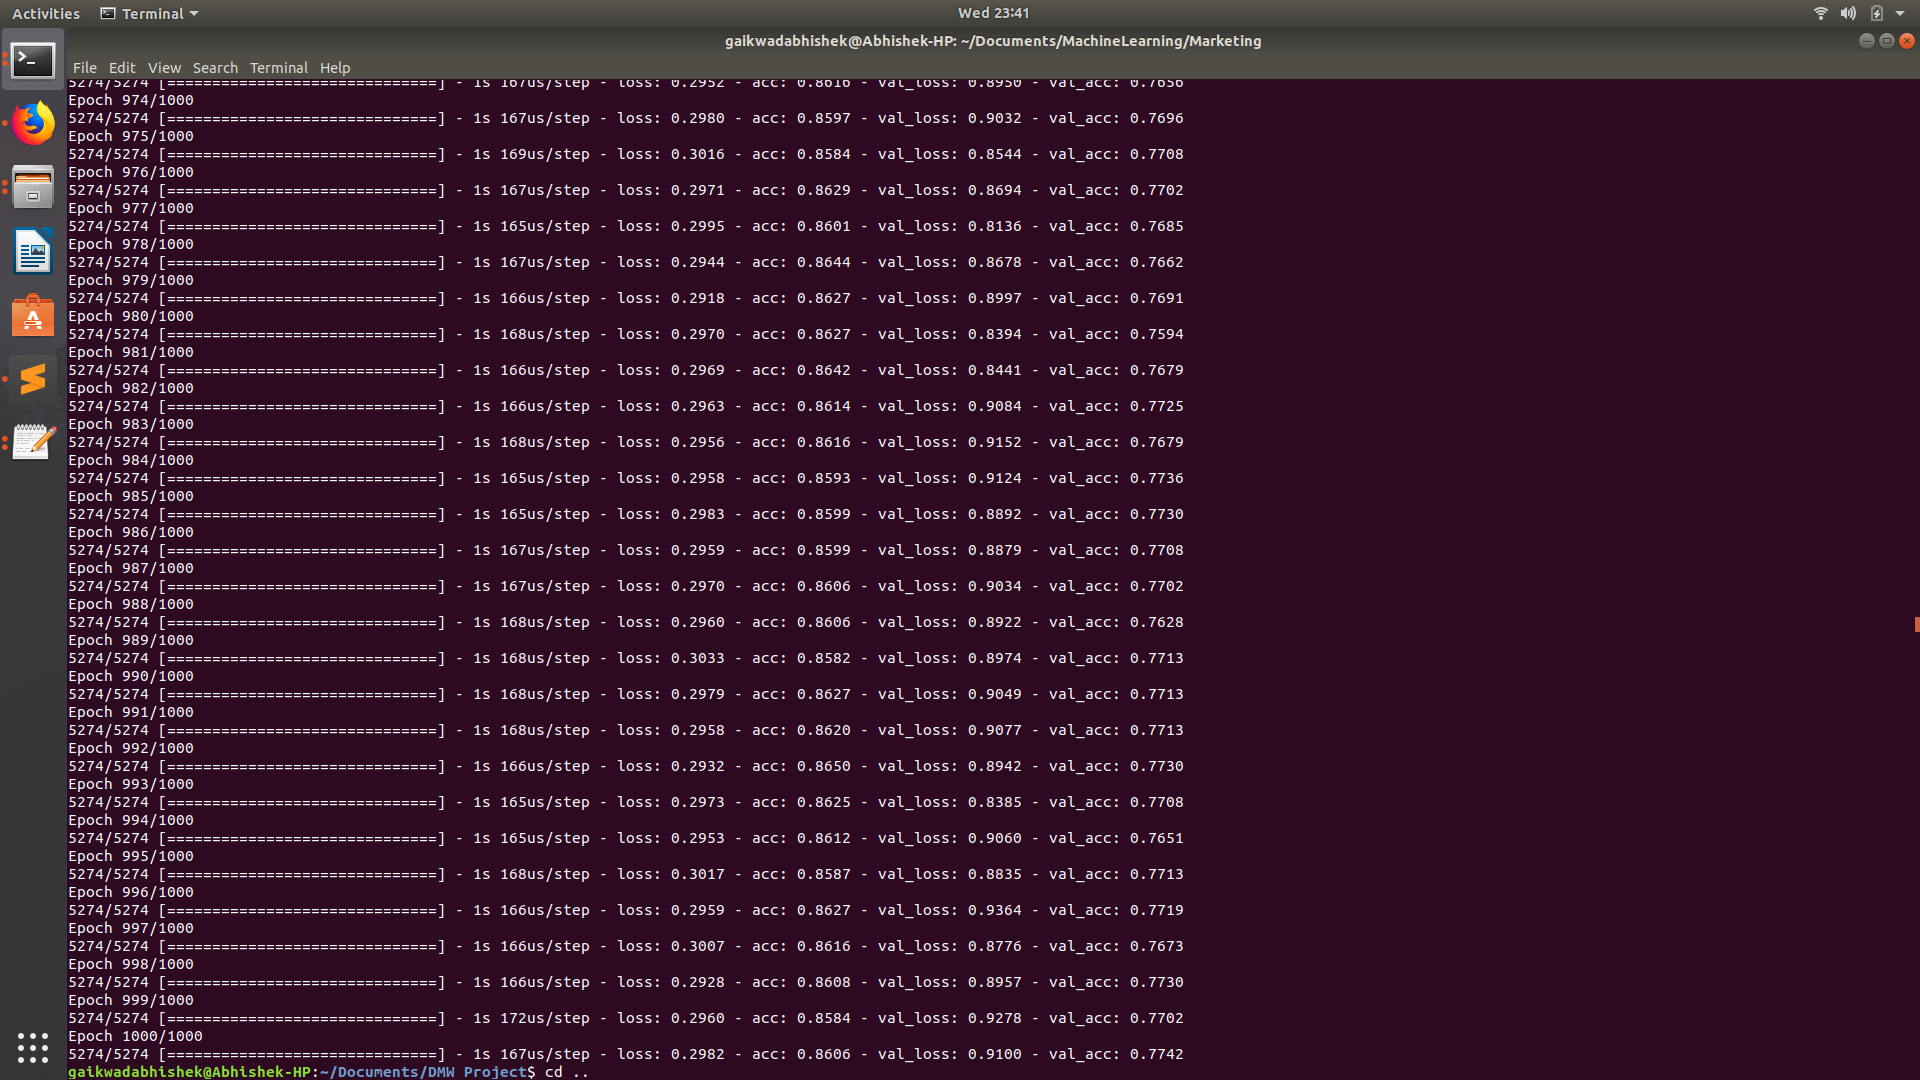 Activities Terminal Wed 23:41
gaikwadabhishek@Abhishek-HP: ~/Documents/MachineLearning/Marketing
File Edit View Search Terminal Help
5274/5274 [==============================] - 1s 167us/step - loss: 0.2952 - acc: 0.8616 - val_loss: 0.8950 - val_acc: 0.7656
Epoch 974/1000
5274/5274 [==============================] - 1s 167us/step - loss: 0.2980 - acc: 0.8597 - val_loss: 0.9032 - val_acc: 0.7696
Epoch 975/1000
5274/5274 [==============================] - 1s 169us/step - loss: 0.3016 - acc: 0.8584 - val_loss: 0.8544 - val_acc: 0.7708
Epoch 976/1000
5274/5274 [==============================] - 1s 167us/step - loss: 0.2971 - acc: 0.8629 - val_loss: 0.8694 - val_acc: 0.7702
Epoch 977/1000
5274/5274 [==============================] - 1s 165us/step - loss: 0.2995 - acc: 0.8601 - val_loss: 0.8136 - val_acc: 0.7685
Epoch 978/1000
5274/5274 [==============================] - 1s 167us/step - loss: 0.2944 - acc: 0.8644 - val_loss: 0.8678 - val_acc: 0.7662
Epoch 979/1000
5274/5274 [==============================] - 1s 166us/step - loss: 0.2918 - acc: 0.8627 - val_loss: 0.8997 - val_acc: 0.7691
Epoch 980/1000
5274/5274 [==============================] - 1s 168us/step - loss: 0.2970 - acc: 0.8627 - val_loss: 0.8394 - val_acc: 0.7594
Epoch 981/1000
5274/5274 [==============================] - 1s 166us/step - loss: 0.2969 - acc: 0.8642 - val_loss: 0.8441 - val_acc: 0.7679
Epoch 982/1000
5274/5274 [==============================] - 1s 166us/step - loss: 0.2963 - acc: 0.8614 - val_loss: 0.9084 - val_acc: 0.7725
Epoch 983/1000
5274/5274 [==============================] - 1s 168us/step - loss: 0.2956 - acc: 0.8616 - val_loss: 0.9152 - val_acc: 0.7679
Epoch 984/1000
5274/5274 [==============================] - 1s 165us/step - loss: 0.2958 - acc: 0.8593 - val_loss: 0.9124 - val_acc: 0.7736
Epoch 985/1000
5274/5274 [==============================] - 1s 165us/step - loss: 0.2983 - acc: 0.8599 - val_loss: 0.8892 - val_acc: 0.7730
Epoch 986/1000
5274/5274 [==============================] - 1s 167us/step - loss: 0.2959 - acc: 0.8599 - val_loss: 0.8879 - val_acc: 0.7708
Epoch 987/1000
5274/5274 [==============================] - 1s 167us/step - loss: 0.2970 - acc: 0.8606 - val_loss: 0.9034 - val_acc: 0.7702
Epoch 988/1000
5274/5274 [==============================] - 1s 168us/step - loss: 0.2960 - acc: 0.8606 - val_loss: 0.8922 - val_acc: 0.7628
Epoch 989/1000
5274/5274 [==============================] - 1s 168us/step - loss: 0.3033 - acc: 0.8582 - val_loss: 0.8974 - val_acc: 0.7713
Epoch 990/1000
5274/5274 [==============================] - 1s 168us/step - loss: 0.2979 - acc: 0.8627 - val_loss: 0.9049 - val_acc: 0.7713
Epoch 991/1000
5274/5274 [==============================] - 1s 168us/step - loss: 0.2958 - acc: 0.8620 - val_loss: 0.9077 - val_acc: 0.7713
Epoch 992/1000
5274/5274 [==============================] - 1s 166us/step - loss: 0.2932 - acc: 0.8650 - val_loss: 0.8942 - val_acc: 0.7730
Epoch 993/1000
5274/5274 [==============================] - 1s 165us/step - loss: 0.2973 - acc: 0.8625 - val_loss: 0.8385 - val_acc: 0.7708
Epoch 994/1000
5274/5274 [==============================] - 1s 165us/step - loss: 0.2953 - acc: 0.8612 - val_loss: 0.9060 - val_acc: 0.7651
Epoch 995/1000
5274/5274 [==============================] - 1s 168us/step - loss: 0.3017 - acc: 0.8587 - val_loss: 0.8835 - val_acc: 0.7713
Epoch 996/1000
5274/5274 [==============================] - 1s 166us/step - loss: 0.2959 - acc: 0.8627 - val_loss: 0.9364 - val_acc: 0.7719
Epoch 997/1000
5274/5274 [==============================] - 1s 166us/step - loss: 0.3007 - acc: 0.8616 - val_loss: 0.8776 - val_acc: 0.7673
Epoch 998/1000
5274/5274 [==============================] - 1s 166us/step - loss: 0.2928 - acc: 0.8608 - val_loss: 0.8957 - val_acc: 0.7730
Epoch 999/1000
5274/5274 [==============================] - 1s 172us/step - loss: 0.2960 - acc: 0.8584 - val_loss: 0.9278 - val_acc: 0.7702
Epoch 1000/1000
5274/5274 [==============================] - 1s 167us/step - loss: 0.2982 - acc: 0.8606 - val_loss: 0.9100 - val_acc: 0.7742
gaikwadabhishek@Abhishek-HP:~/Documents/DMW Project$ cd ..